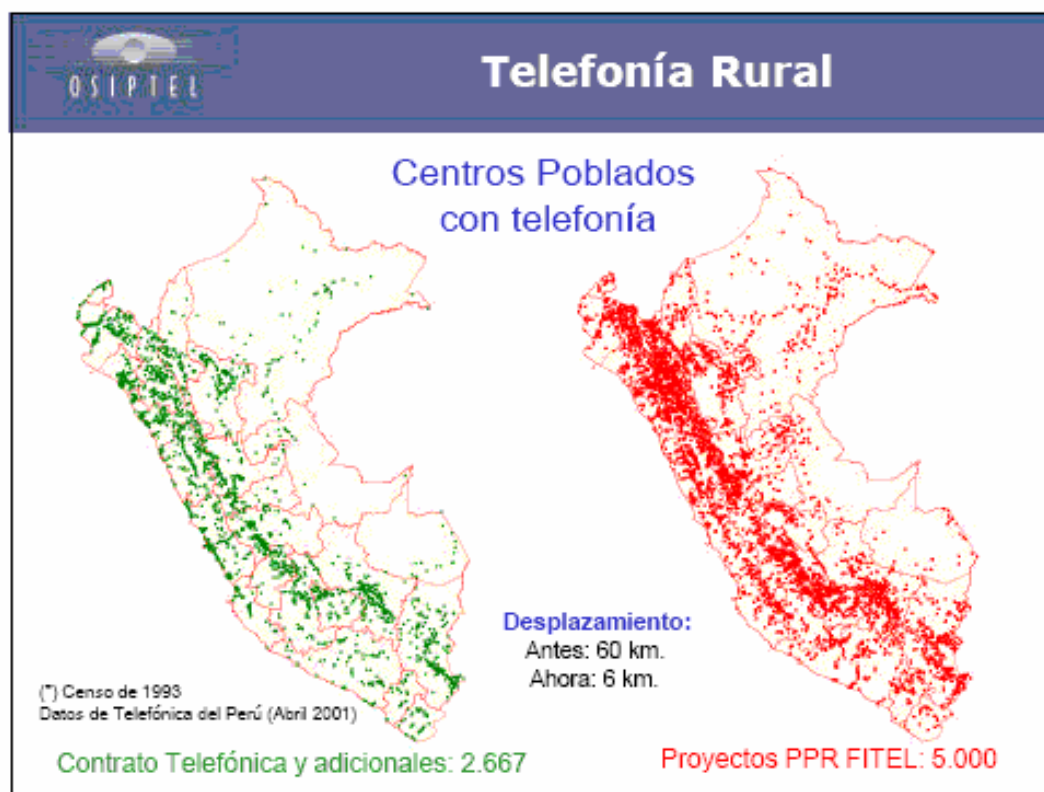 OSIPTEL
Telefonía Rural
Centros Poblados
con telefonía
Desplazamiento:
Antes: 60 km.
Ahora: 6 km.
(*) Censo de 1993
Datos de Telefónica del Perú (Abril 2001)
Contrato Telefónica y adicionales: 2.667
Proyectos PPR FITEL: 5.000